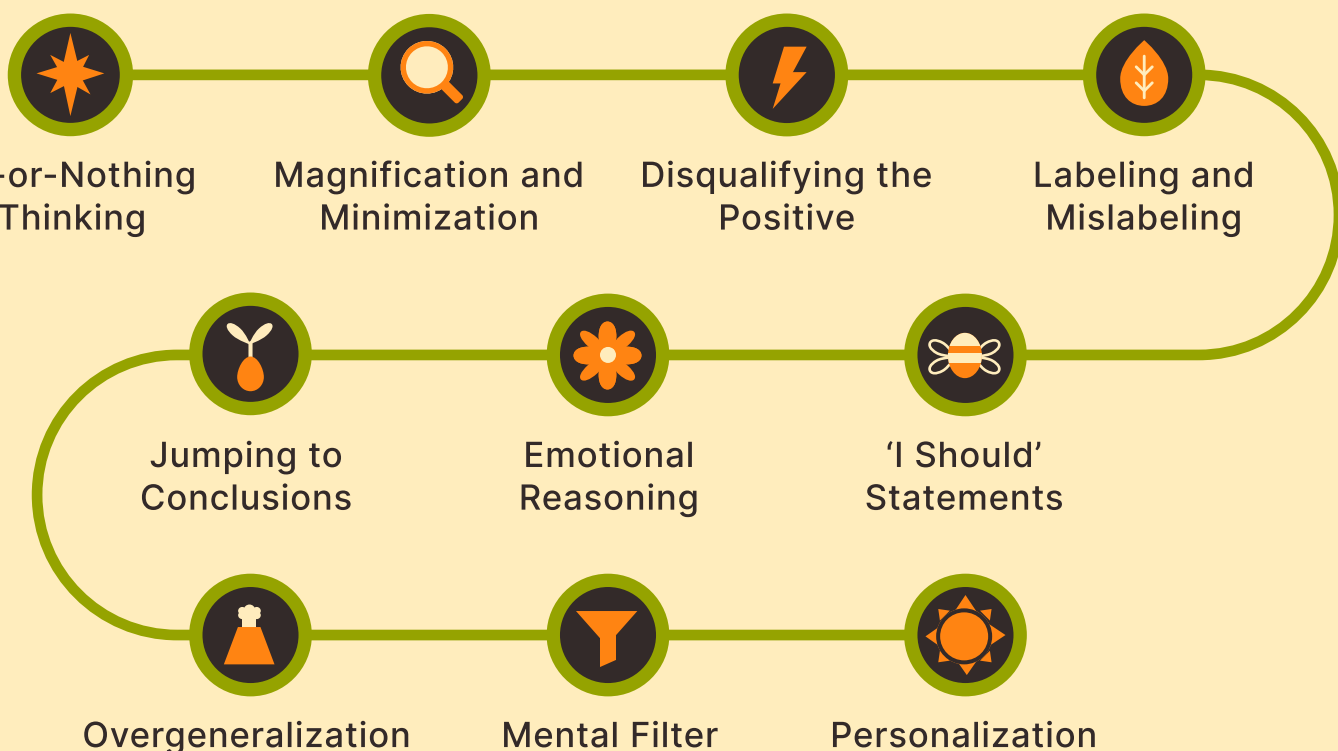 -or-Nothing
Thinking
Magnification and
Minimization
Disqualifying the
Positive
Labeling and
Mislabeling
Jumping to
Conclusions
Emotional
Reasoning
‘I Should’
Statements
Overgeneralization
Mental Filter
Personalization